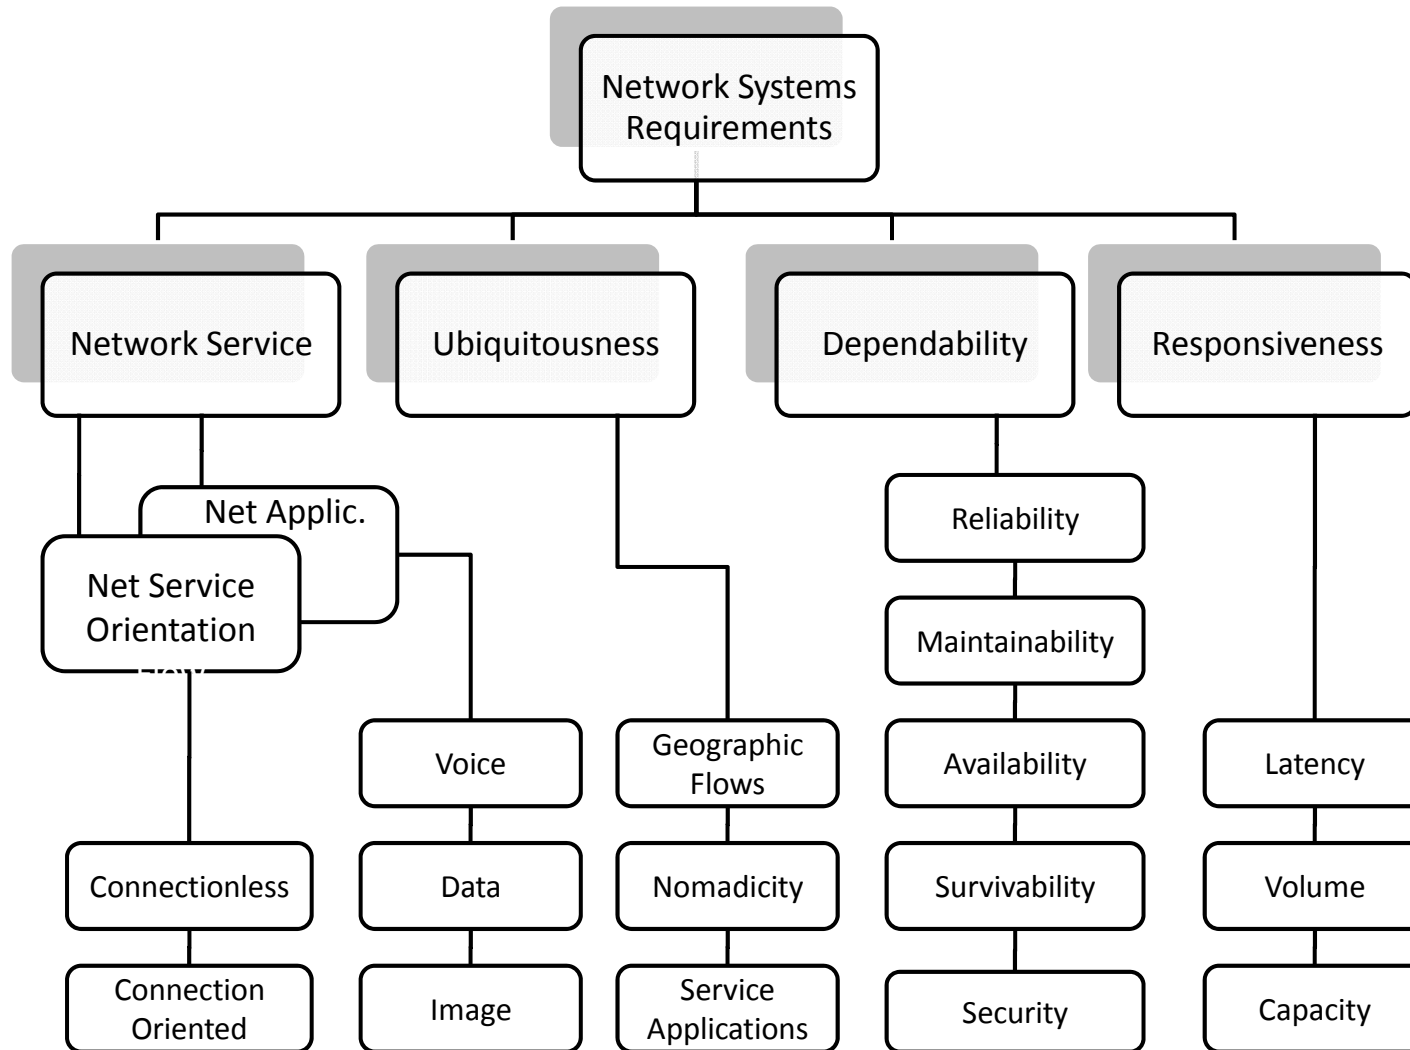 Network Systems
Requirements
Network Service
Ubiquitousness
Dependability
Responsiveness
Net Applic.
Net Service
Orientation
Flow
Reliability
Maintainability
Voice
Geographic
Flows
Availability
Latency
Connectionless
Data
Nomadicity
Survivability
Volume
Connection
Oriented
Image
Service
Applications
Security
Capacity